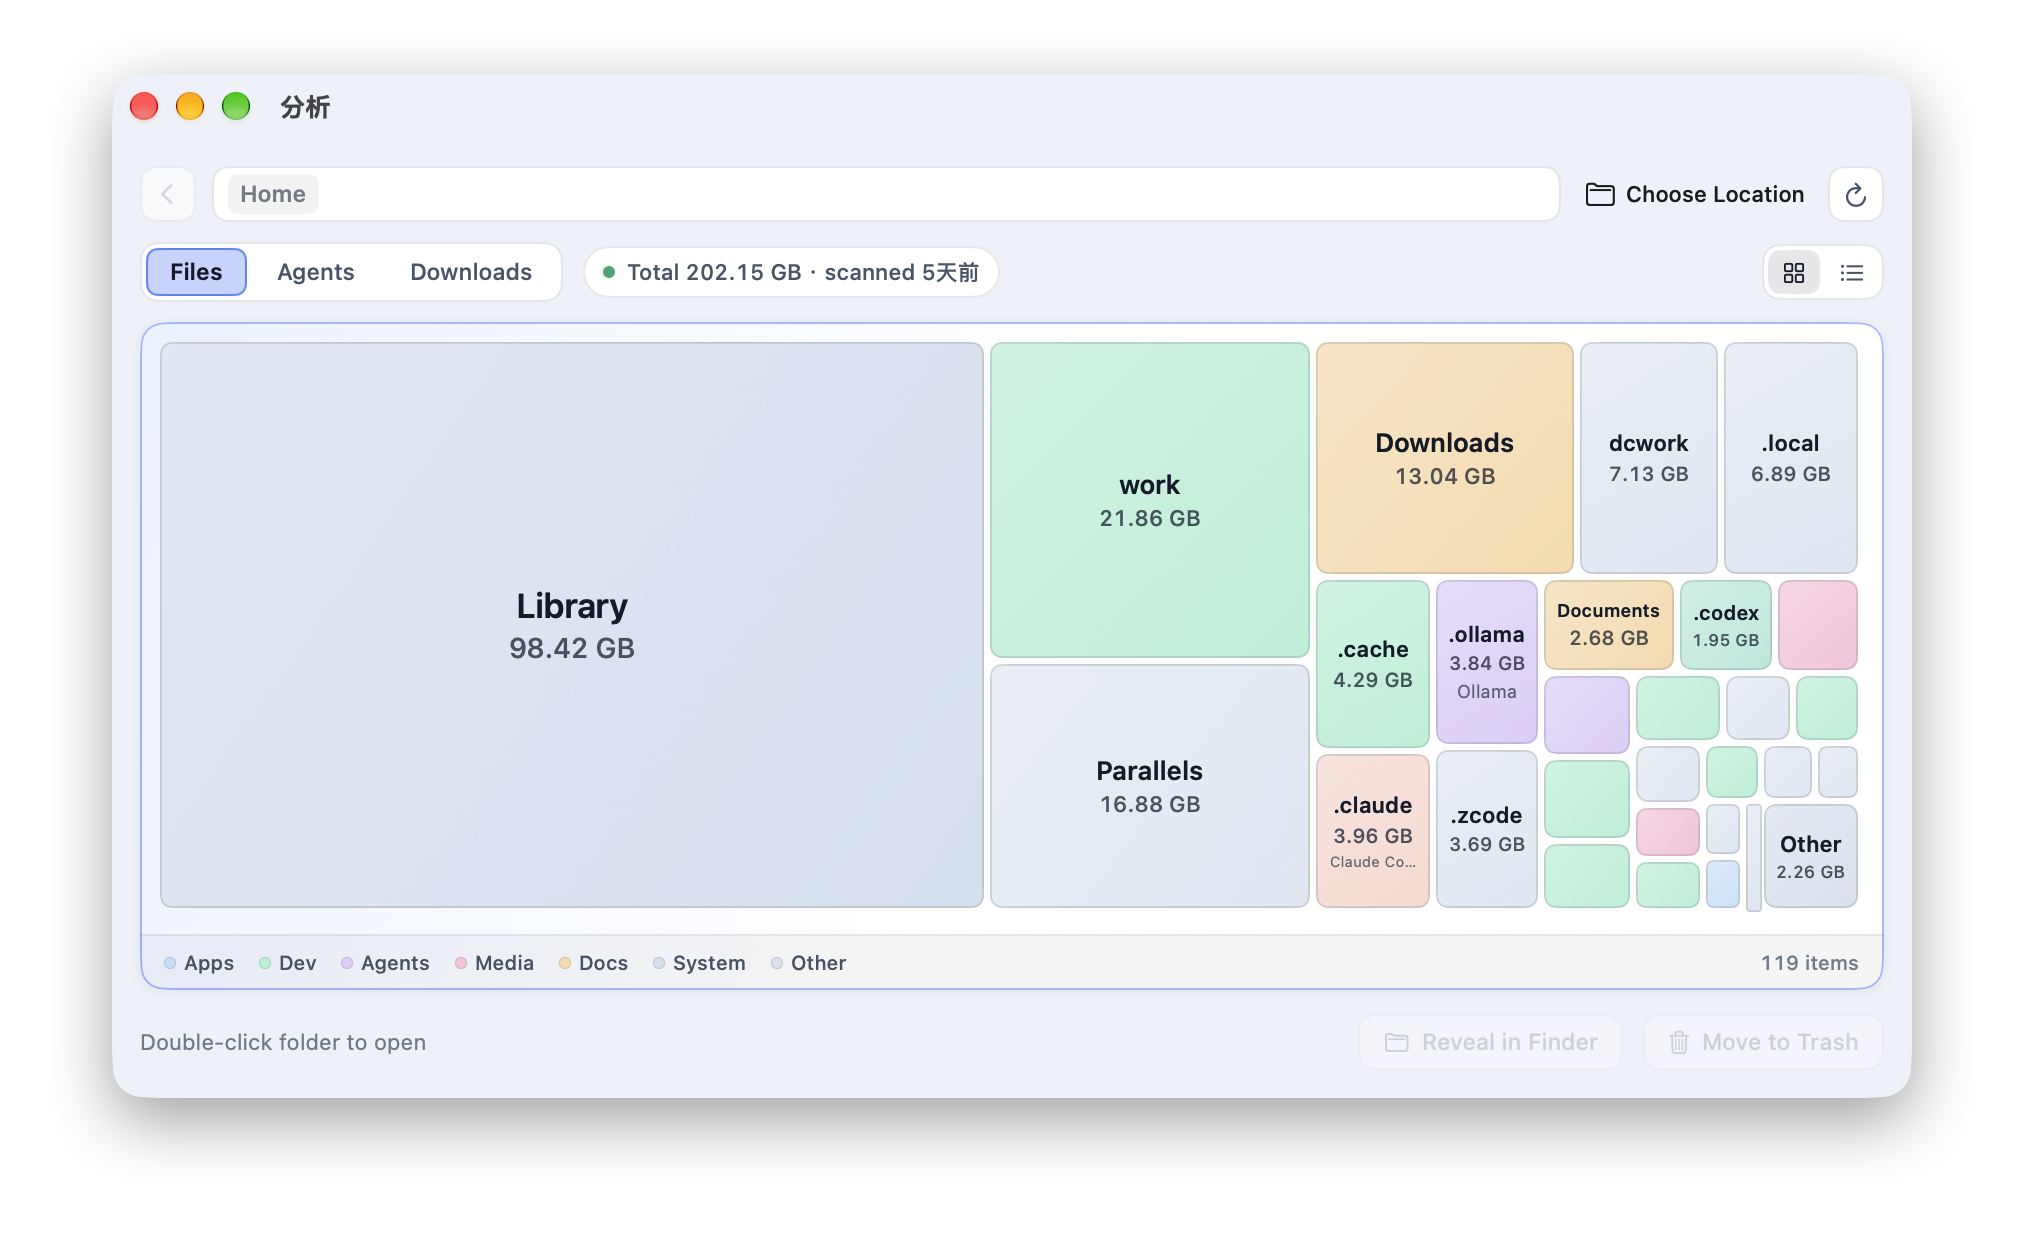 分析
Home
Choose Location
Files
Agents
Downloads
Total 202.15 GB · scanned 5天前
Library
98.42 GB
work
21.86 GB
Parallels
16.88 GB
Downloads
13.04 GB
dcwork
7.13 GB
.local
6.89 GB
.cache
4.29 GB
.ollama
3.84 GB
Ollama
Documents
2.68 GB
.codex
1.95 GB
.claude
3.96 GB
Claude Co...
.zcode
3.69 GB
Other
2.26 GB
Apps
Dev
Agents
Media
Docs
System
Other
119 items
Double-click folder to open
Reveal in Finder
Move to Trash